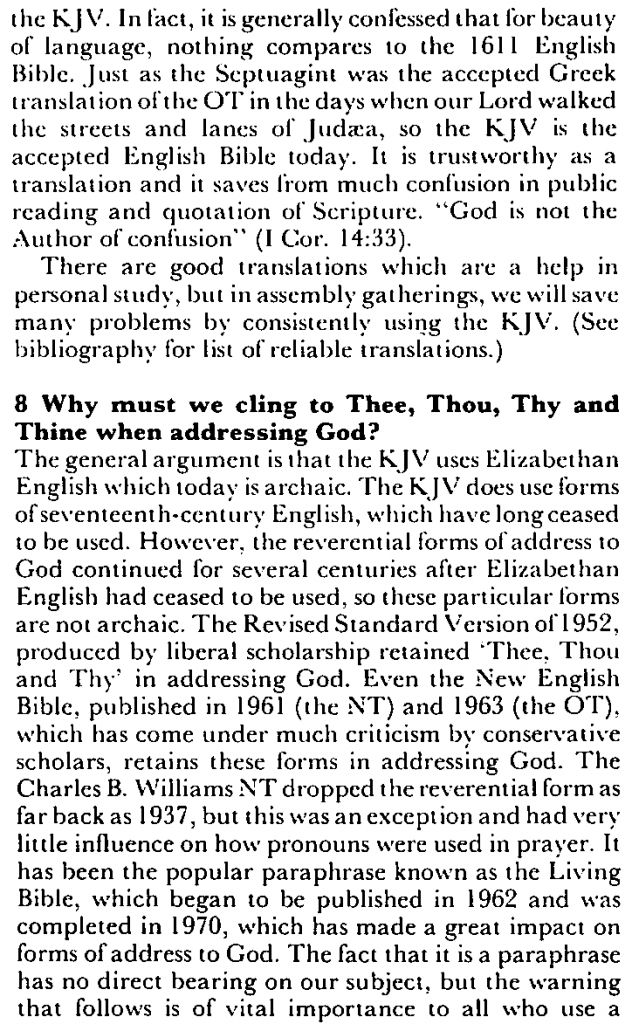 the KJV. In fact, it is generally confessed that for beauty
of language, nothing compares to the 1611 English
Bible. Just as the Septuagint was the accepted Greek
translation of the OT in the days when our Lord walked
the streets and lanes of Judæa, so the KJV is the
accepted English Bible today. It is trustworthy as a
translation and it saves from much confusion in public
reading and quotation of Scripture. “God is not the
Author of confusion” (I Cor. 14:33).
There are good translations which are a help in
personal study, but in assembly gatherings, we will save
many problems by consistently using the KJV. (See
bibliography for list of reliable translations.)
8 Why must we cling to Thee, Thou, Thy and
Thine when addressing God?
The general argument is that the KJV uses Elizabethan
English which today is archaic. The KJV does use forms
of seventeenth-century English, which have long ceased
to be used. However, the reverential forms of address to
God continued for several centuries after Elizabethan
English had ceased to be used, so these particular forms
are not archaic. The Revised Standard Version of 1952,
produced by liberal scholarship retained ‘Thee, Thou
and Thy’ in addressing God. Even the New English
Bible, published in 1961 (the NT) and 1963 (the OT),
which has come under much criticism by conservative
scholars, retains these forms in addressing God. The
Charles B. Williams NT dropped the reverential form as
far back as 1937, but this was an exception and had very
little influence on how pronouns were used in prayer. It
has been the popular paraphrase known as the Living
Bible, which began to be published in 1962 and was
completed in 1970, which has made a great impact on
forms of address to God. The fact that it is a paraphrase
has no direct bearing on our subject, but the warning
that follows is of vital importance to all who use a